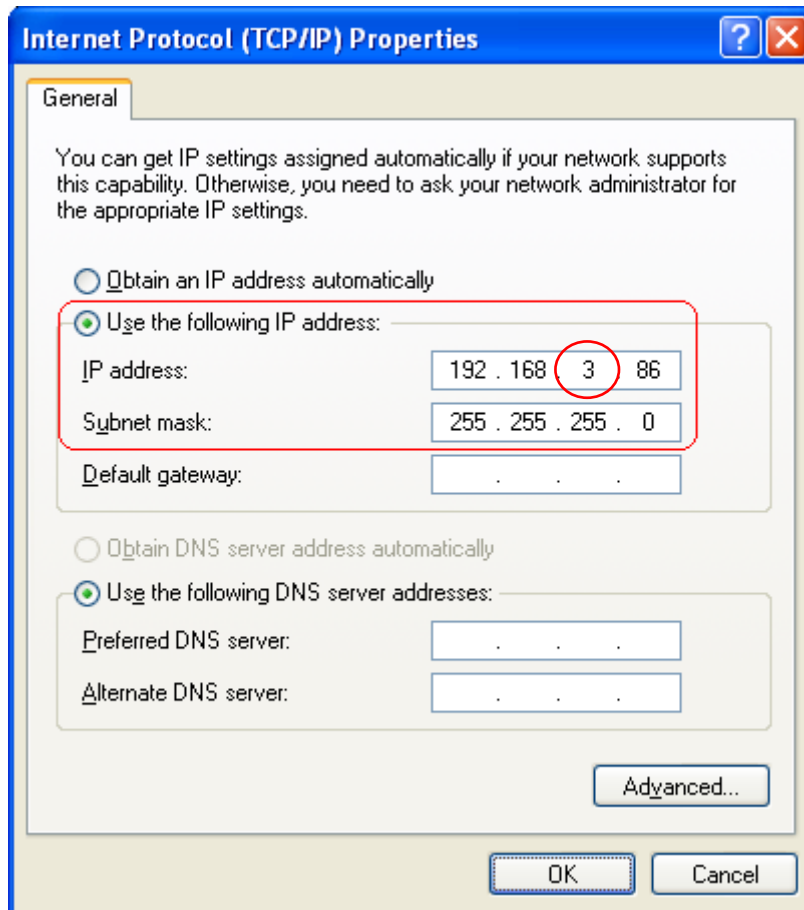 Internet Protocol (TCP/IP) Properties
?
General
You can get IP settings assigned automatically if your network supports
this capability. Otherwise, you need to ask your network administrator for
the appropriate IP settings.
Obtain an IP address automatically
Use the following IP address:
IP address: 192 . 168 . 3 86
Subnet mask: 255 . 255 . 255 . 0
Default gateway: . . .
Obtain DNS server address automatically
Use the following DNS server addresses:
Preferred DNS server: . . .
Alternate DNS server: . . .
Advanced...
OK Cancel